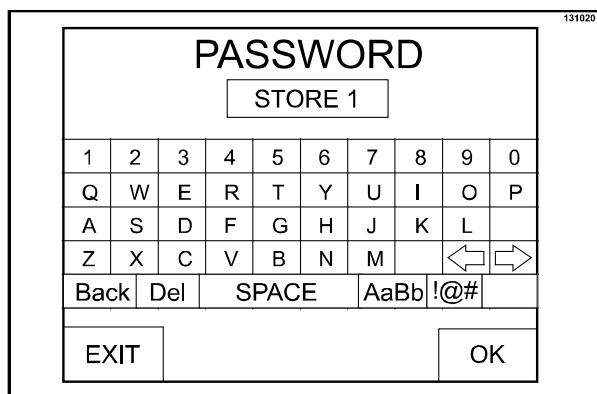 131020
PASSWORD
STORE 1
1 2 3 4 5 6 7 8 9 0
Q W E R T Y U I O P
A S D F G H J K L
Z X C V B N M
Back Del SPACE AaBb !@#
EXIT OK